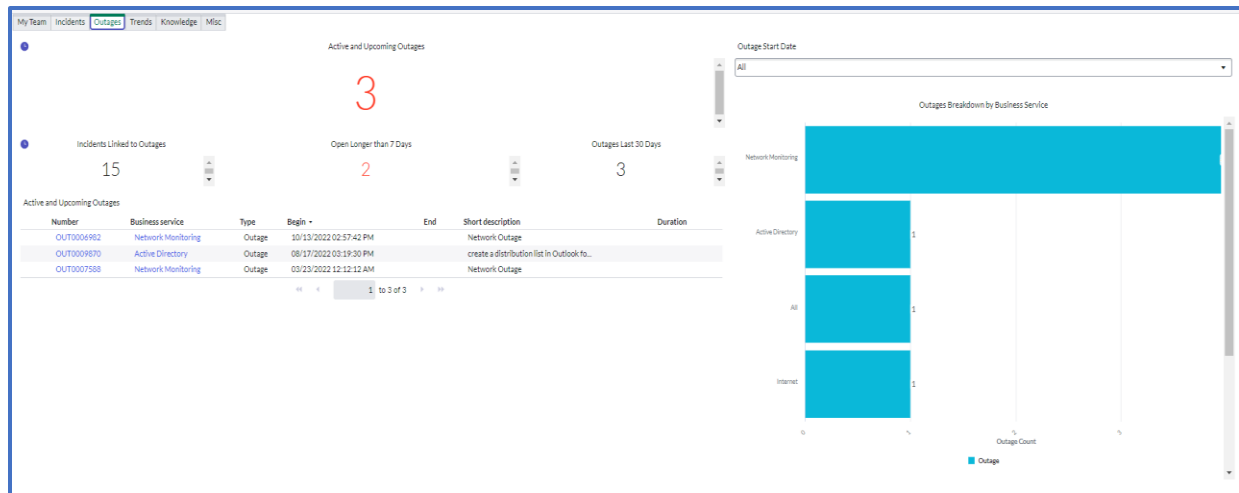 My Team Incidents Outages Trends Knowledge Misc
Active and Upcoming Outages
3
Incidents Linked to Outages
15
Open Longer than 7 Days
2
Outages Last 30 Days
3
Active and Upcoming Outages
Number Business service Type Begin End Short description Duration
OUT0006982 Network Monitoring Outage 10/13/2022 02:57:42 PM Network Outage
OUT0009870 Active Directory Outage 08/17/2022 03:19:30 PM create a distribution list in Outlook fo...
OUT0007588 Network Monitoring Outage 03/23/2022 12:12:12 AM Network Outage
1 to 3 of 3
Outage Start Date
All
Outages Breakdown by Business Service
Network Monitoring
Active Directory 1
All 1
Internet 1
0 1 2 3
Outage Count
Outage